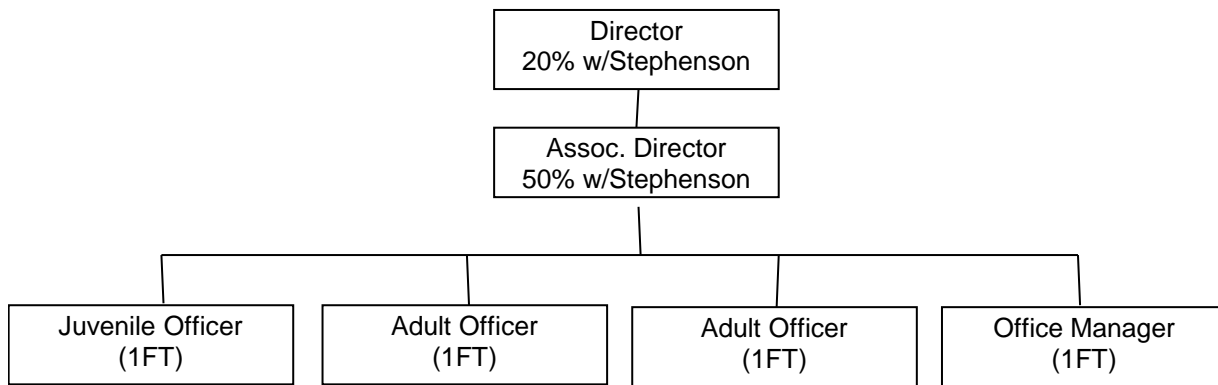 Director
20% w/Stephenson
Assoc. Director
50% w/Stephenson
Juvenile Officer
(1FT)
Adult Officer
(1FT)
Adult Officer
(1FT)
Office Manager
(1FT)